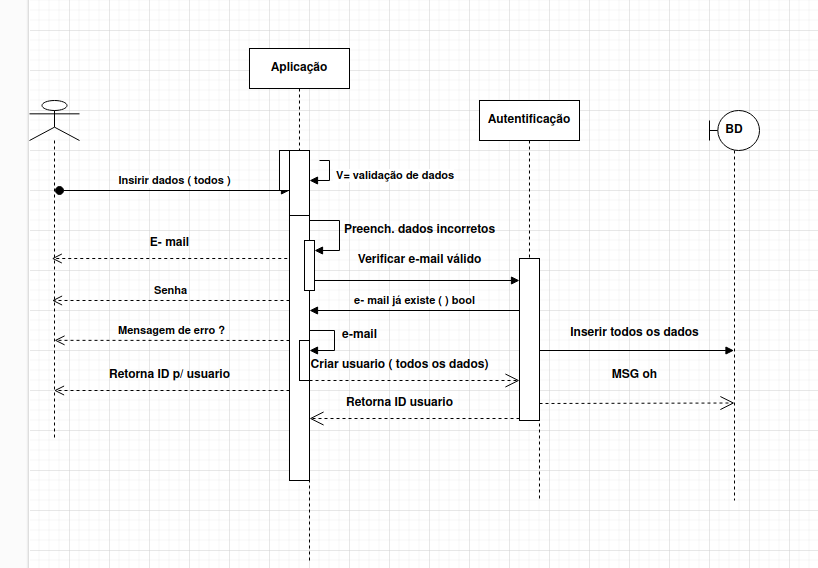 Aplicação
Autentificação
BD
Insirir dados ( todos )
V= validação de dados
Preench. dados incorretos
E- mail
Verificar e-mail válido
Senha
e- mail já existe ( ) bool
Mensagem de erro ?
e-mail
Inserir todos os dados
Criar usuario ( todos os dados)
Retorna ID p/ usuario
MSG oh
Retorna ID usuario